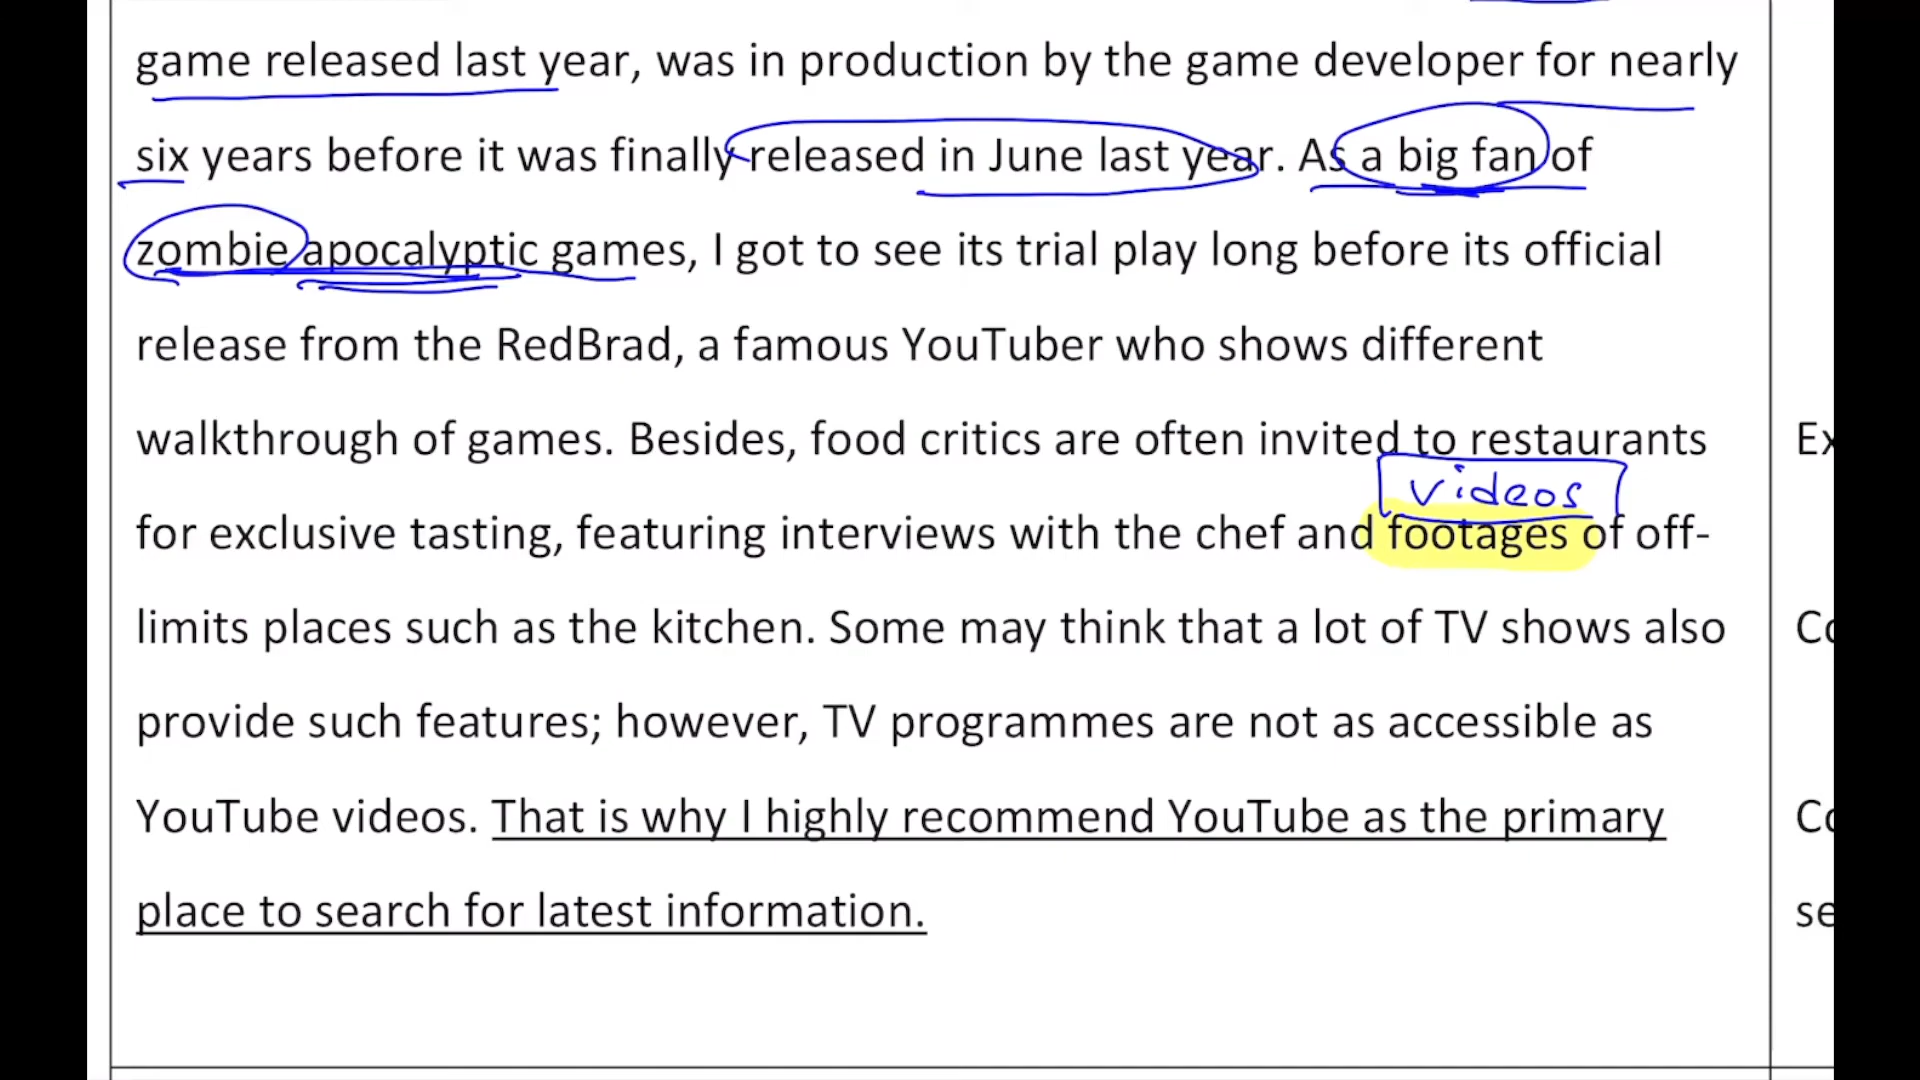 game released last year, was in production by the game developer for nearly
six years before it was finally released in June last year. As a big fan of
zombie apocalyptic games, I got to see its trial play long before its official
release from the RedBrad, a famous YouTuber who shows different
walkthrough of games. Besides, food critics are often invited to restaurants
Ex
videos
for exclusive tasting, featuring interviews with the chef and footages of off-
limits places such as the kitchen. Some may think that a lot of TV shows also
Co
provide such features; however, TV programmes are not as accessible as
YouTube videos. That is why I highly recommend YouTube as the primary
Co
place to search for latest information.
se